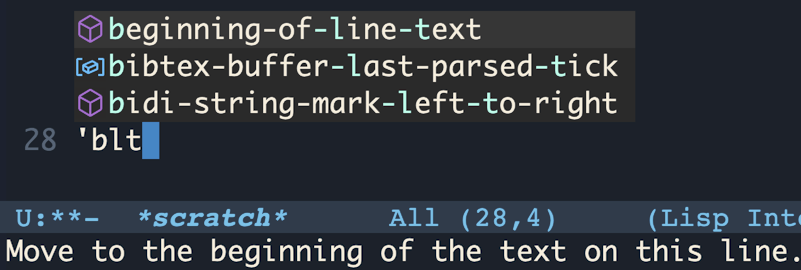 beginning-of-line-text
bibtex-buffer-last-parsed-tick
bidi-string-mark-left-to-right
28 'blt
U:**- *scratch* All (28,4) (Lisp Inte
Move to the beginning of the text on this line.